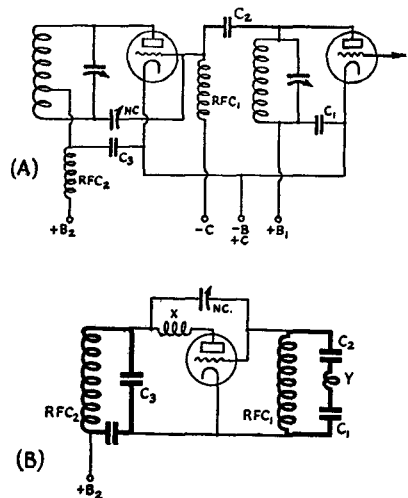 C2
NC
C1
RFC1
C3
(A)
RFC2
+B2
-C
-B
+C
+B1
NC.
X
C2
C3
RFC2
RFC1
Y
C1
(B)
+B2